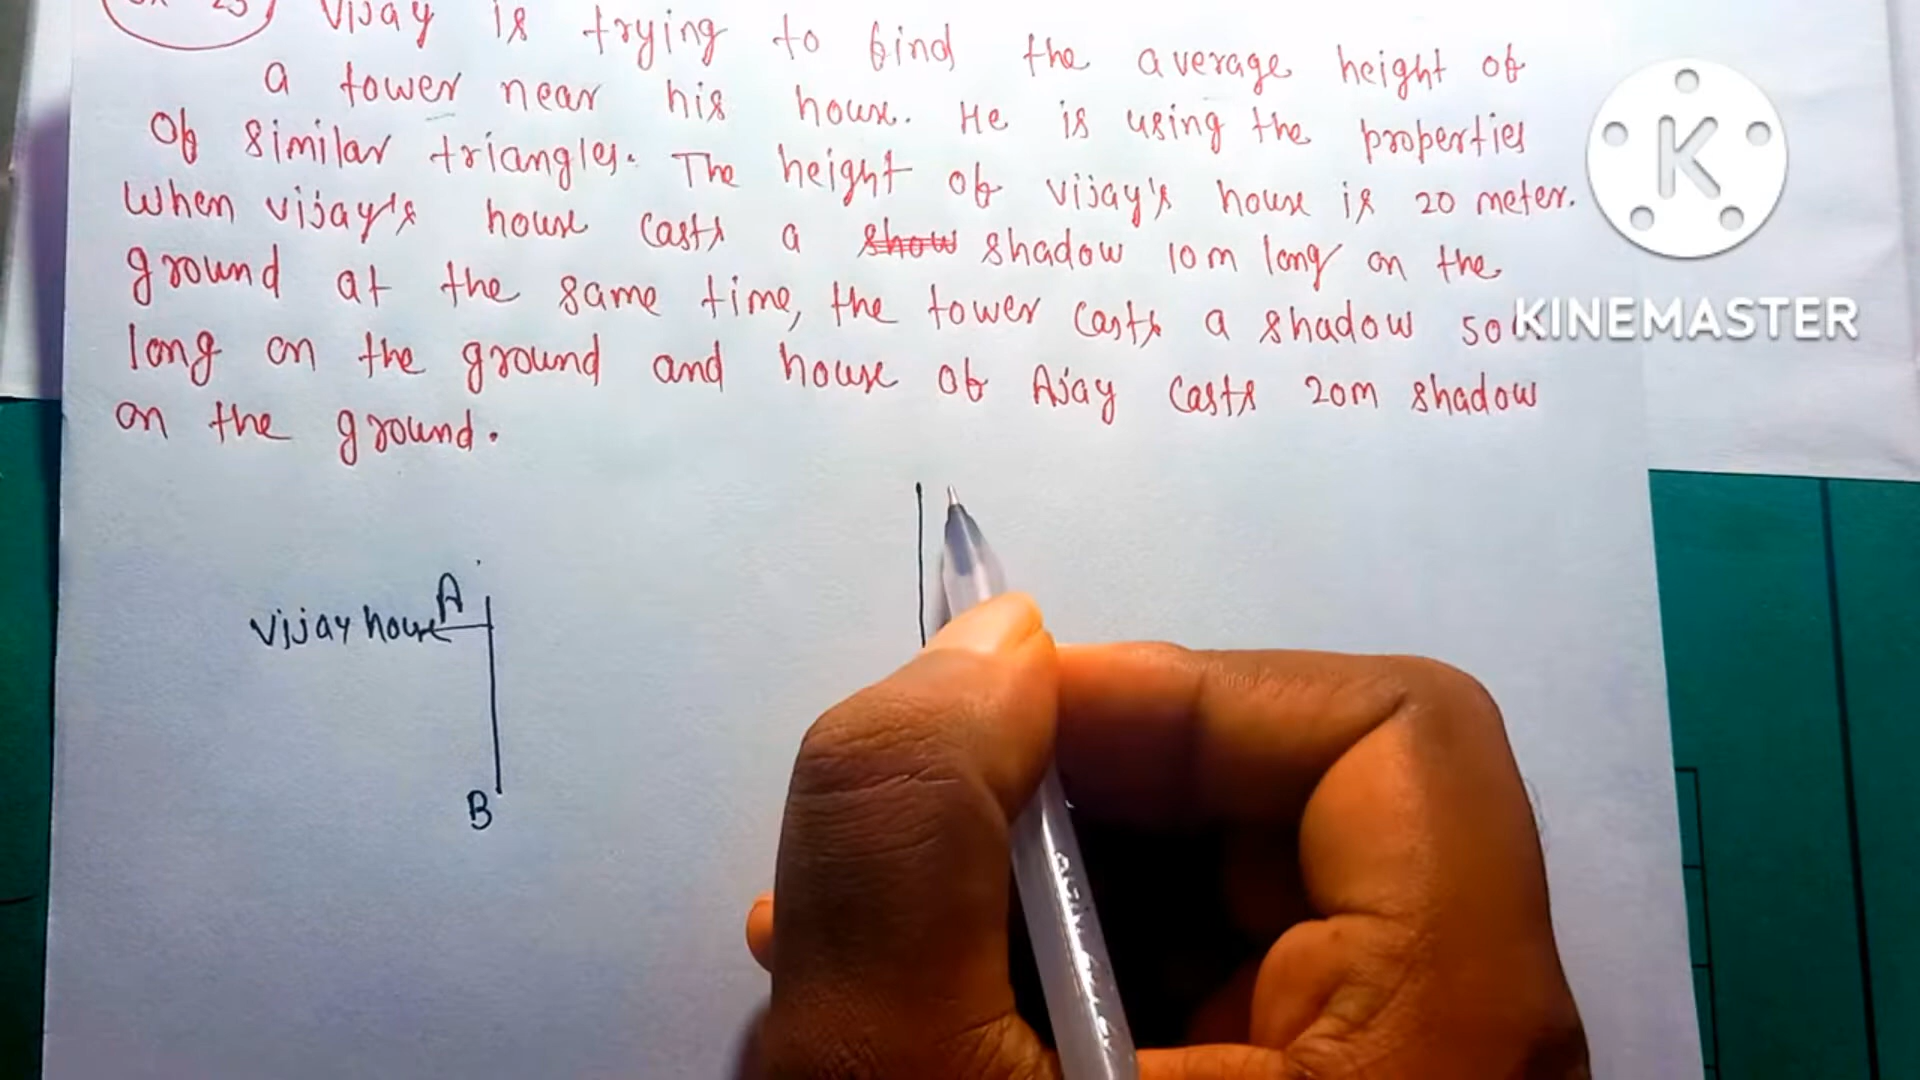 Vijay is trying to find the average height of
a tower near his house. He is using the properties
of similar triangles. The height of Vijay's house is 20 meter.
When vijay's house casts a show shadow 10m long on the
ground at the same time, the tower casts a shadow 50
long on the ground and house of Ajay casts 20m shadow
on the ground.
K
KINEMASTER
A
Vijay house
B